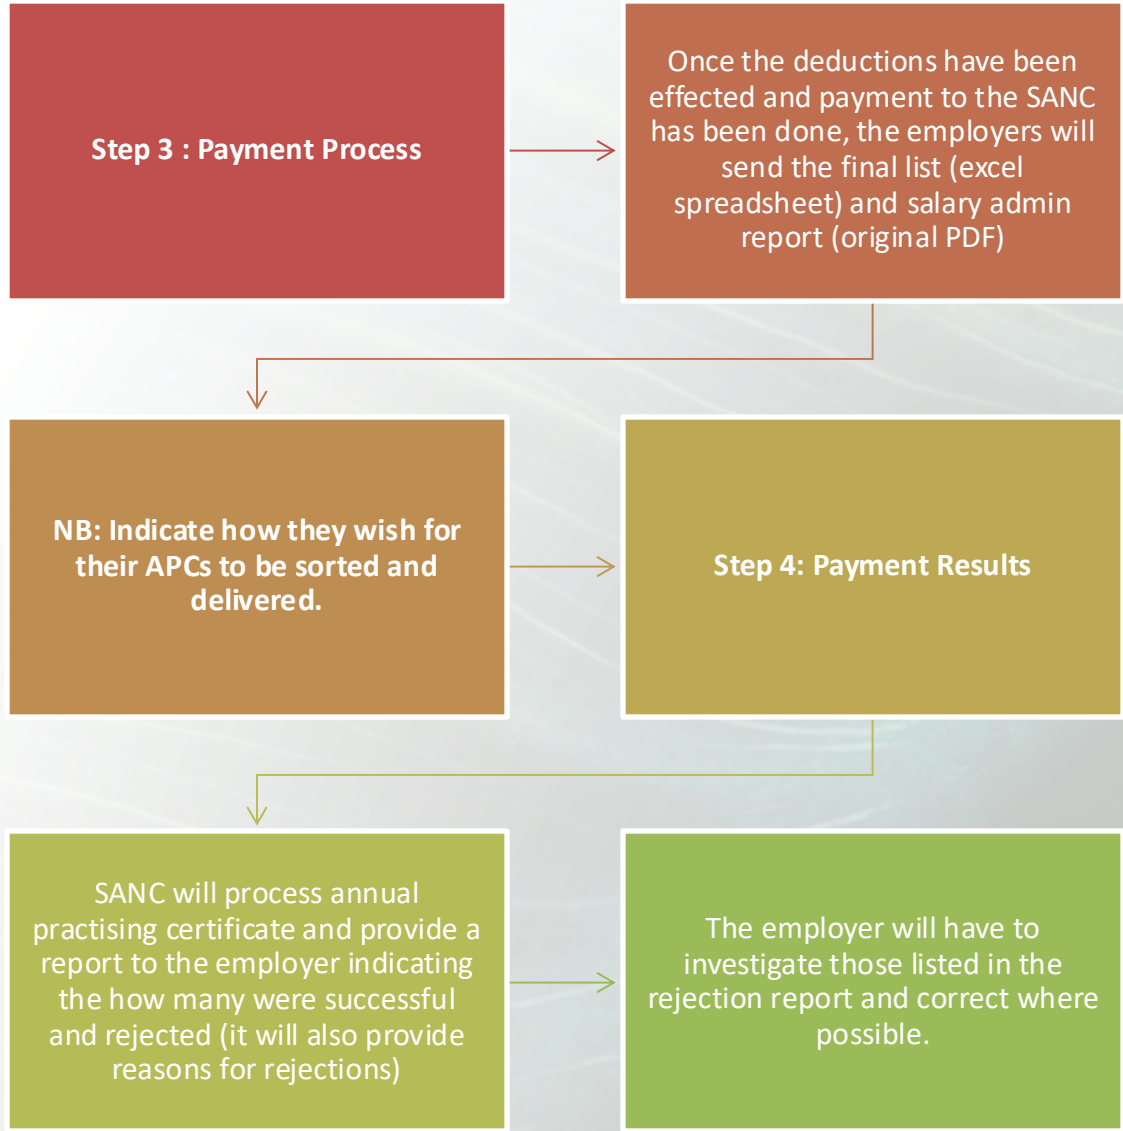 Step 3 : Payment Process
Once the deductions have been
effected and payment to the SANC
has been done, the employers will
send the final list (excel
spreadsheet) and salary admin
report (original PDF)
NB: Indicate how they wish for
their APCs to be sorted and
delivered.
Step 4: Payment Results
SANC will process annual
practising certificate and provide a
report to the employer indicating
the how many were successful
and rejected (it will also provide
reasons for rejections)
The employer will have to
investigate those listed in the
rejection report and correct where
possible.